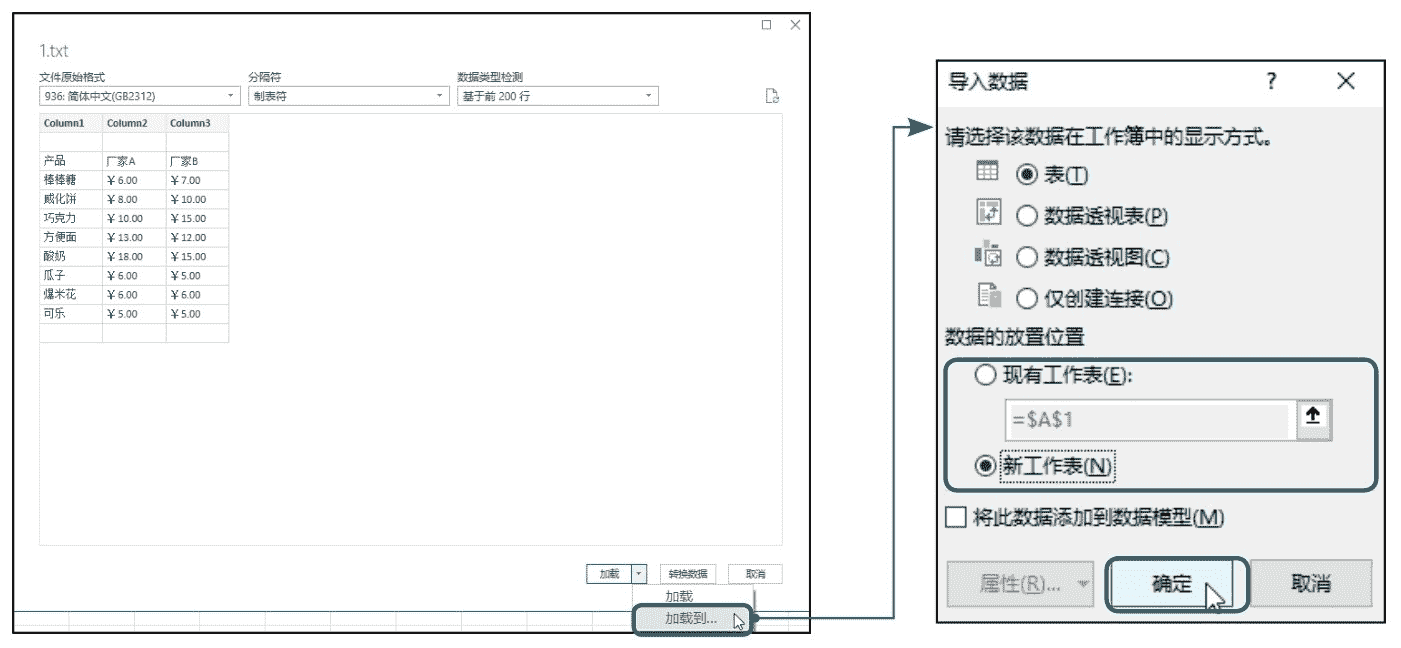 1.txt
文件原始格式 分隔符 数据类型检测
936: 简体中文(GB2312) 制表符 基于前 200 行
Column1 Column2 Column3
产品 厂家A 厂家B
棒棒糖 ￥6.00 ￥7.00
威化饼 ￥8.00 ￥10.00
巧克力 ￥10.00 ￥15.00
方便面 ￥13.00 ￥12.00
酸奶 ￥18.00 ￥15.00
瓜子 ￥6.00 ￥5.00
爆米花 ￥6.00 ￥6.00
可乐 ￥5.00 ￥5.00
加载 转换数据 取消
加载
加载到...
导入数据 ?
请选择该数据在工作簿中的显示方式。
表(T)
数据透视表(P)
数据透视图(C)
仅创建连接(O)
数据的放置位置
现有工作表(E):
=$A$1
新工作表(N)
将此数据添加到数据模型(M)
属性(R)... 确定 取消